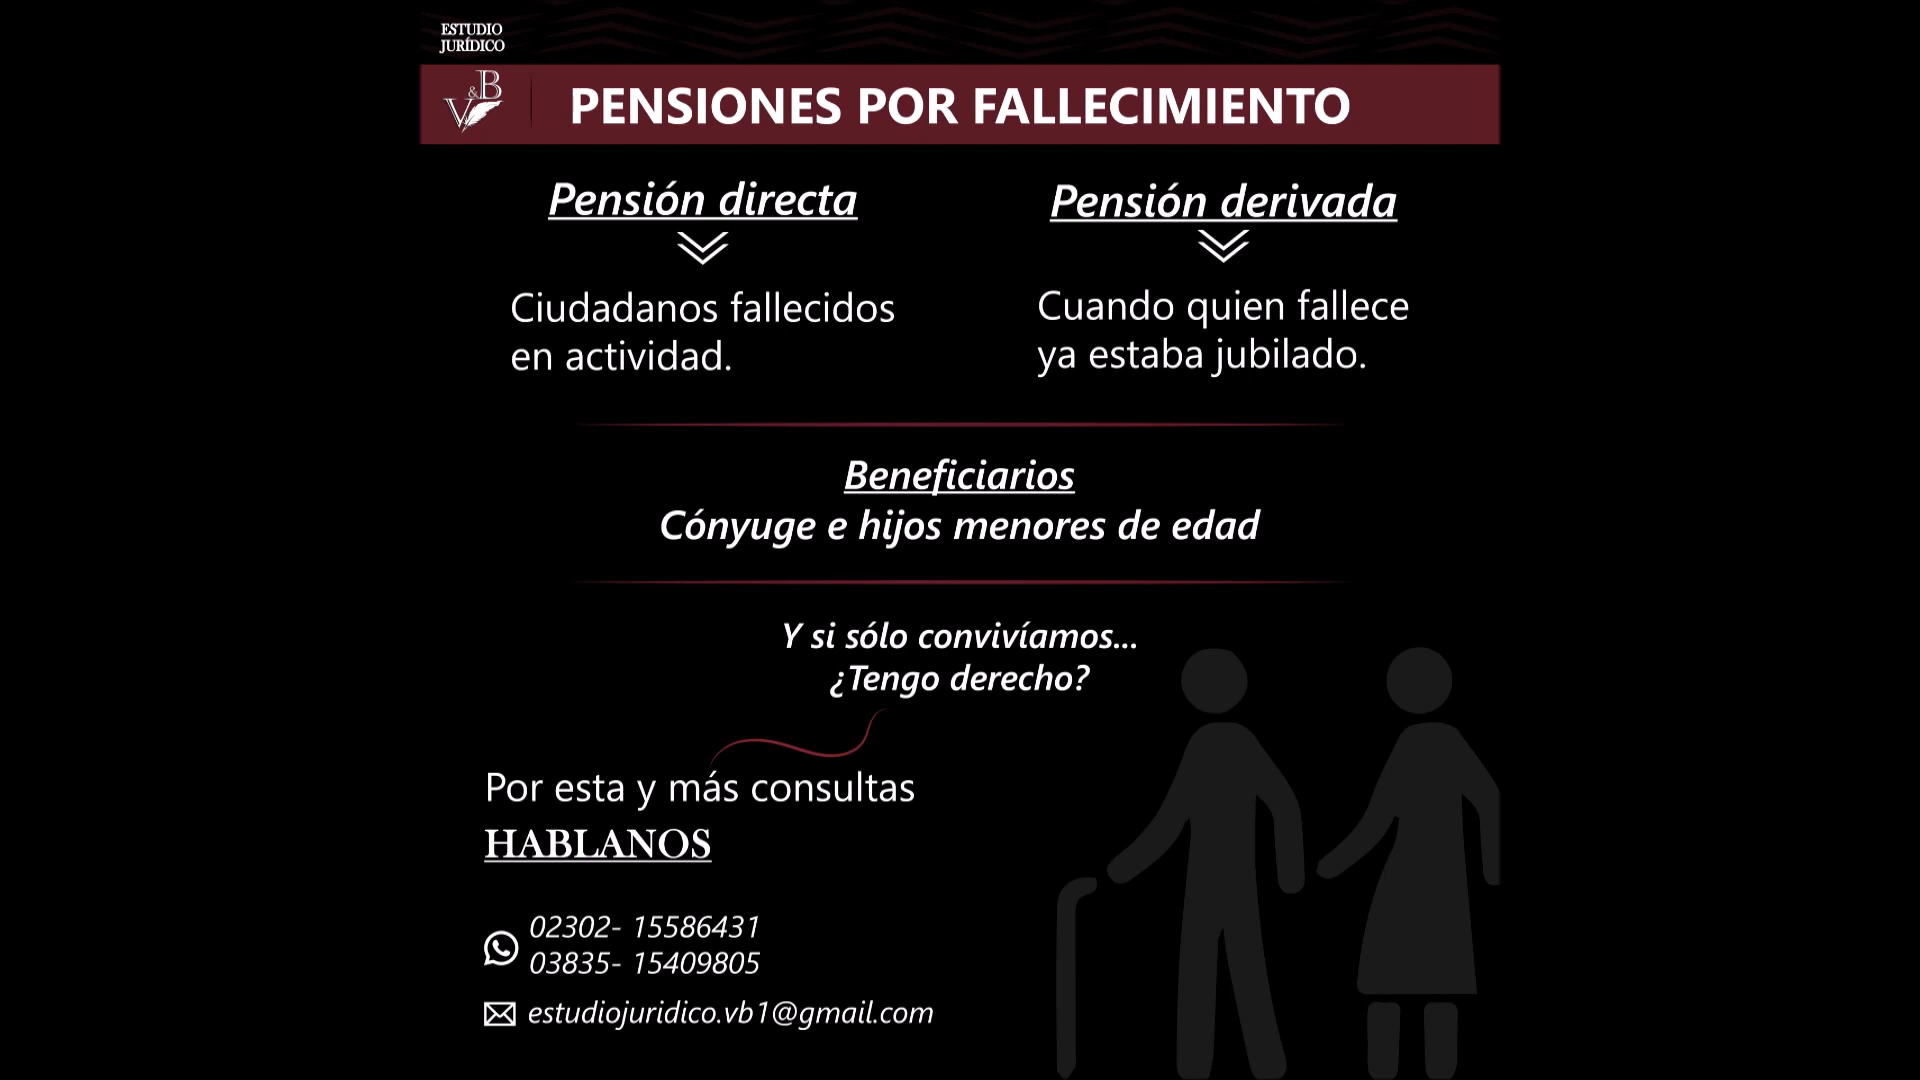 ESTUDIO
JURÍDICO
V&B
PENSIONES POR FALLECIMIENTO
Pensión directa
Ciudadanos fallecidos
en actividad.
Pensión derivada
Cuando quien fallece
ya estaba jubilado.
Beneficiarios
Cónyuge e hijos menores de edad
Y si sólo convivíamos...
¿Tengo derecho?
Por esta y más consultas
HABLANOS
02302- 15586431
03835- 15409805
estudiojuridico.vb1@gmail.com